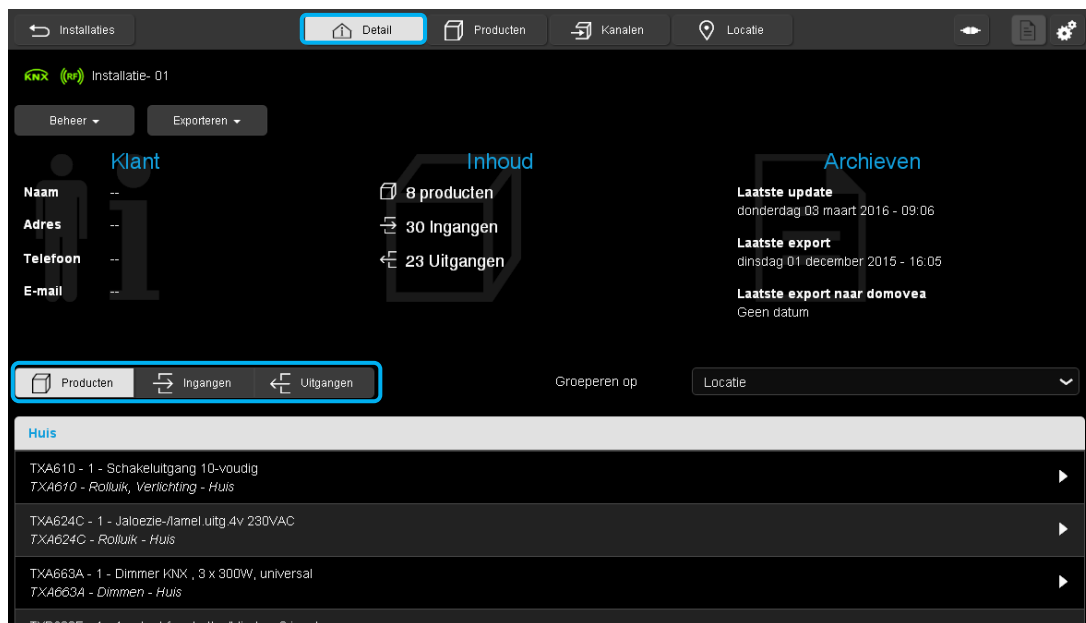 Installaties
Detail
Producten
Kanalen
Locatie
KNX ((RF)) Installatie- 01
Beheer
Exporteren
Klant
Naam --
Adres --
Telefoon --
E-mail --
Inhoud
8 producten
30 Ingangen
23 Uitgangen
Archieven
Laatste update
donderdag 03 maart 2016 - 09:06
Laatste export
dinsdag 01 december 2015 - 16:05
Laatste export naar domovea
Geen datum
Producten
Ingangen
Uitgangen
Groeperen op
Locatie
Huis
TXA610 - 1 - Schakeluitgang 10-voudig
TXA610 - Rolluik, Verlichting - Huis
TXA624C - 1 - Jaloezie-/lamel.uitg.4v 230VAC
TXA624C - Rolluik - Huis
TXA663A - 1 - Dimmer KNX , 3 x 300W, universal
TXA663A - Dimmen - Huis